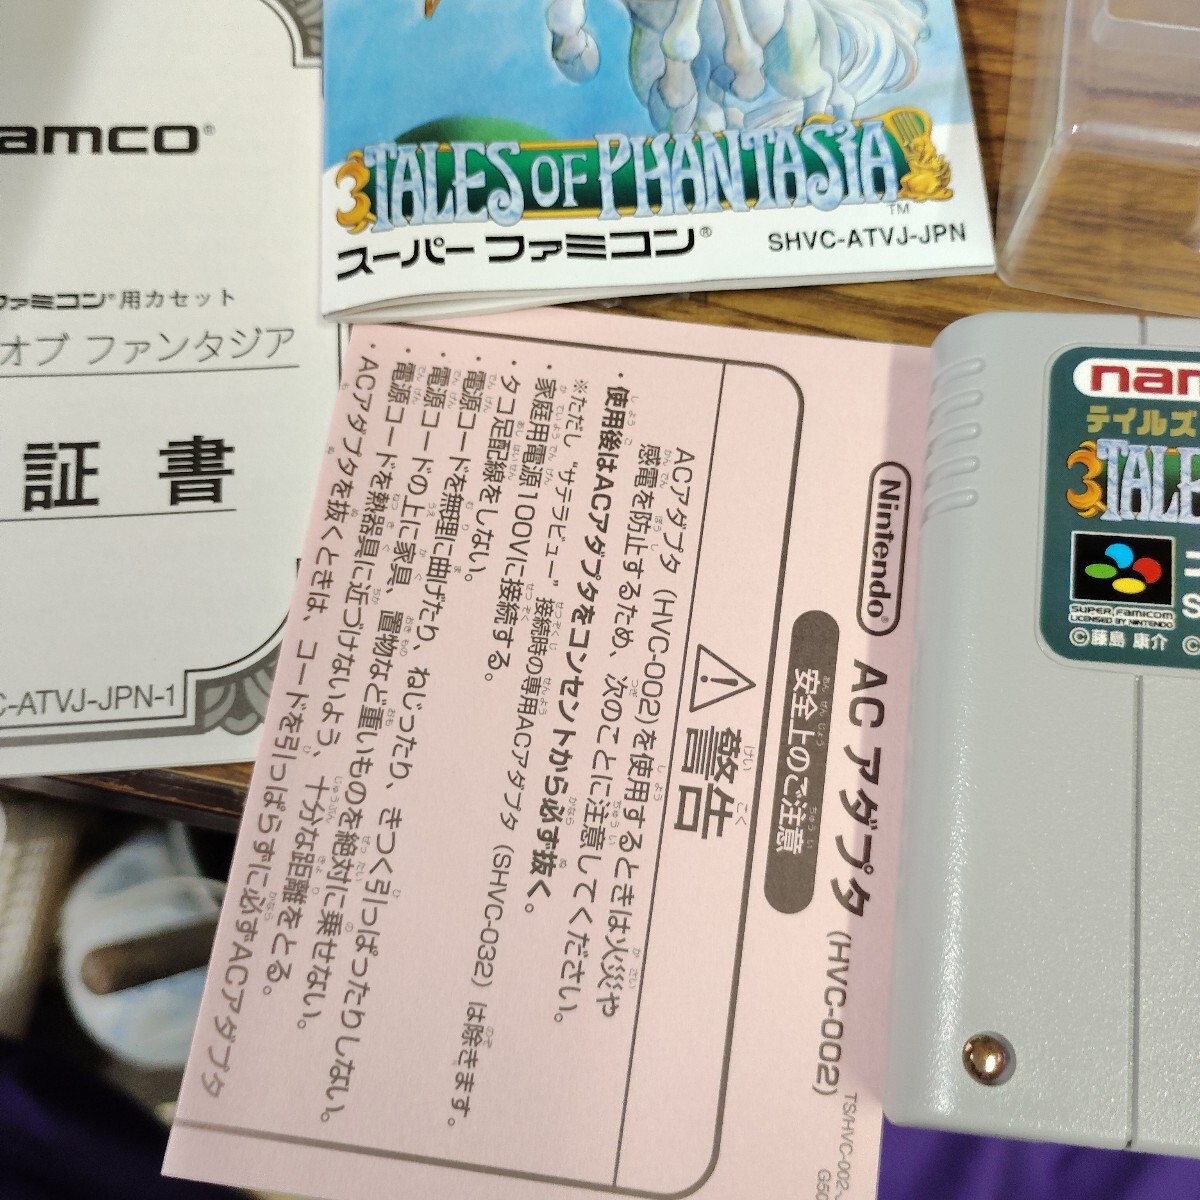 amco®
ファミコン®用カセット
オブ ファンタジア
証書
C-ATVJ-JPN-1
TALES OF PHANTASIA
TM
スーパーファミコン®
SHVC-ATVJ-JPN
Nintendo® ACアダプタ (HVC-002)
安全上のご注意
警告
ACアダプタ (HVC-002)を使用するときは火災や
感電を防止するため、次のことに注意してください。
・使用後はACアダプタをコンセントから必ず抜く。
※ただし“サテラビュー”接続時の専用ACアダプタ (SHVC-032) は除きます。
・家庭用電源100Vに接続する。
・タコ足配線をしない。
・電源コードを無理に曲げたり、ねじったり、きつく引っぱったりしない。
・電源コードの上に家具、置物など重いものを絶対に乗せない。
・電源コードを熱器具に近づけないよう、十分な距離をとる。
・ACアダプタを抜くときは、コードを引っぱらずに必ずACアダプタ
TS/HVC-002-
nam
テイルズ
TALE
SUPER FAMICOM
LICENSED BY NINTENDO
©藤島 康介